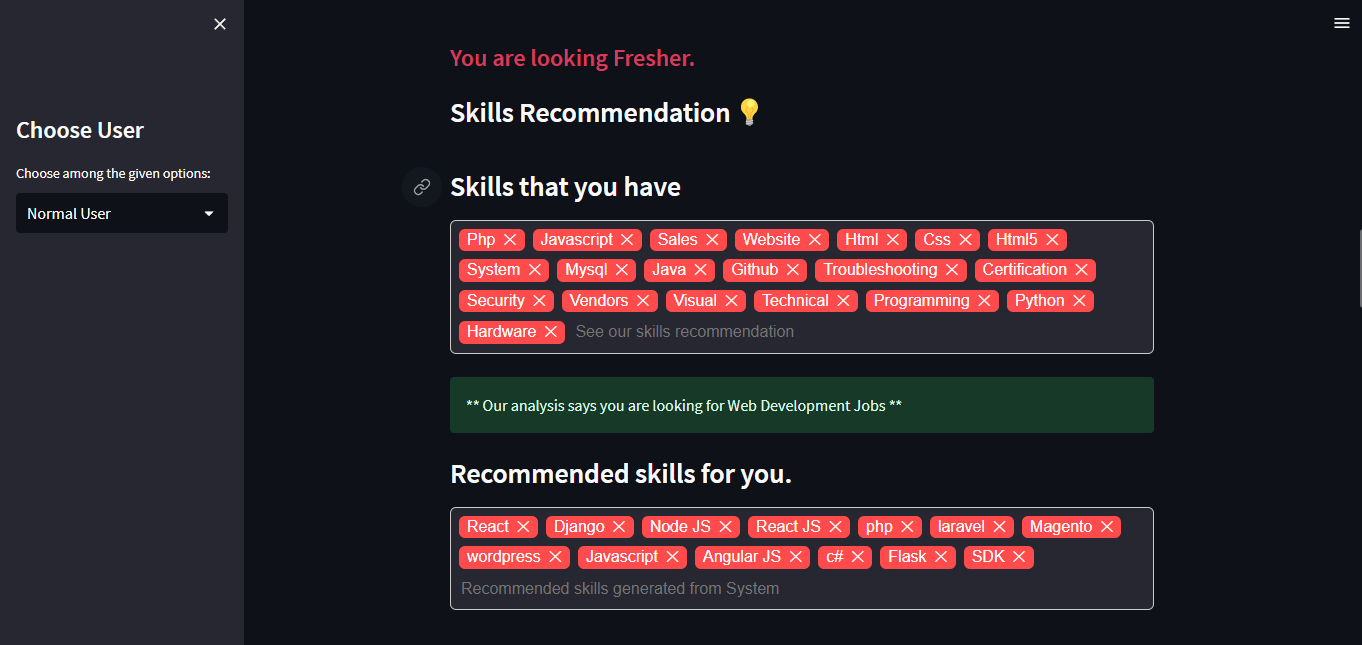 You are looking Fresher.
Choose User
Skills Recommendation
Choose among the given options:
Normal User
Skills that you have
Php Javascript Sales Website Html Css Html5
System Mysql Java Github Troubleshooting Certification
Security Vendors Visual Technical Programming Python
Hardware See our skills recommendation
** Our analysis says you are looking for Web Development Jobs **
Recommended skills for you.
React Django Node JS React JS php laravel Magento
wordpress Javascript Angular JS c# Flask SDK
Recommended skills generated from System